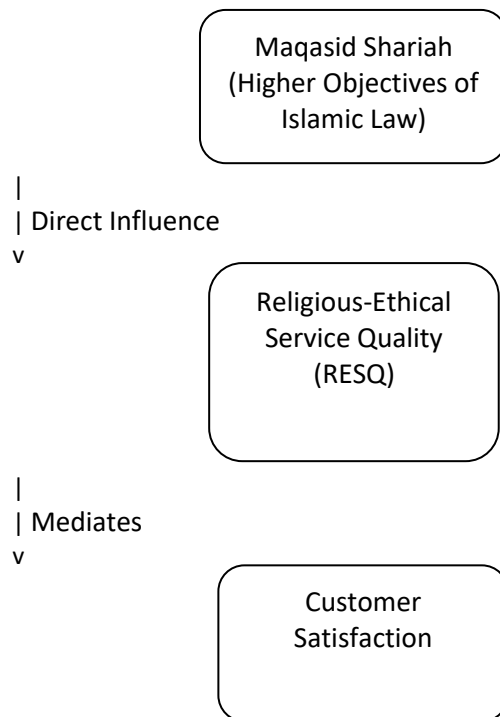 Maqasid Shariah
(Higher Objectives of
Islamic Law)
|
| Direct Influence
v
Religious-Ethical
Service Quality
(RESQ)
|
| Mediates
v
Customer
Satisfaction